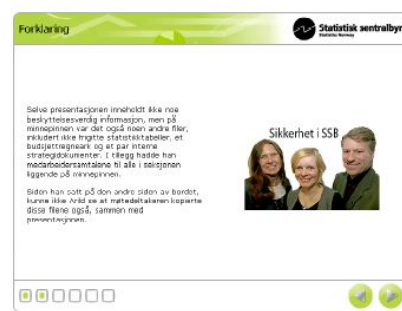 Forklaring
Statistisk sentralbyr
Statistics Norway
Selve presentasjonen inneholdt ikke noe
beskyttelsesverdig informasjon, men på
minnepinnen var det også noen andre filer,
inkludert ikke frigitte statistikktabeller, et
budsjettregneark og et par interne
strategidokumenter. I tillegg hadde han
medarbeidersamtalene til alle i seksjonen
liggende på minnepinnen.
Siden han satt på den andre siden av bordet,
kunne ikke Arild se at møtedeltakeren kopierte
disse filene også, sammen med
presentasjonen.
Sikkerhet i SSB